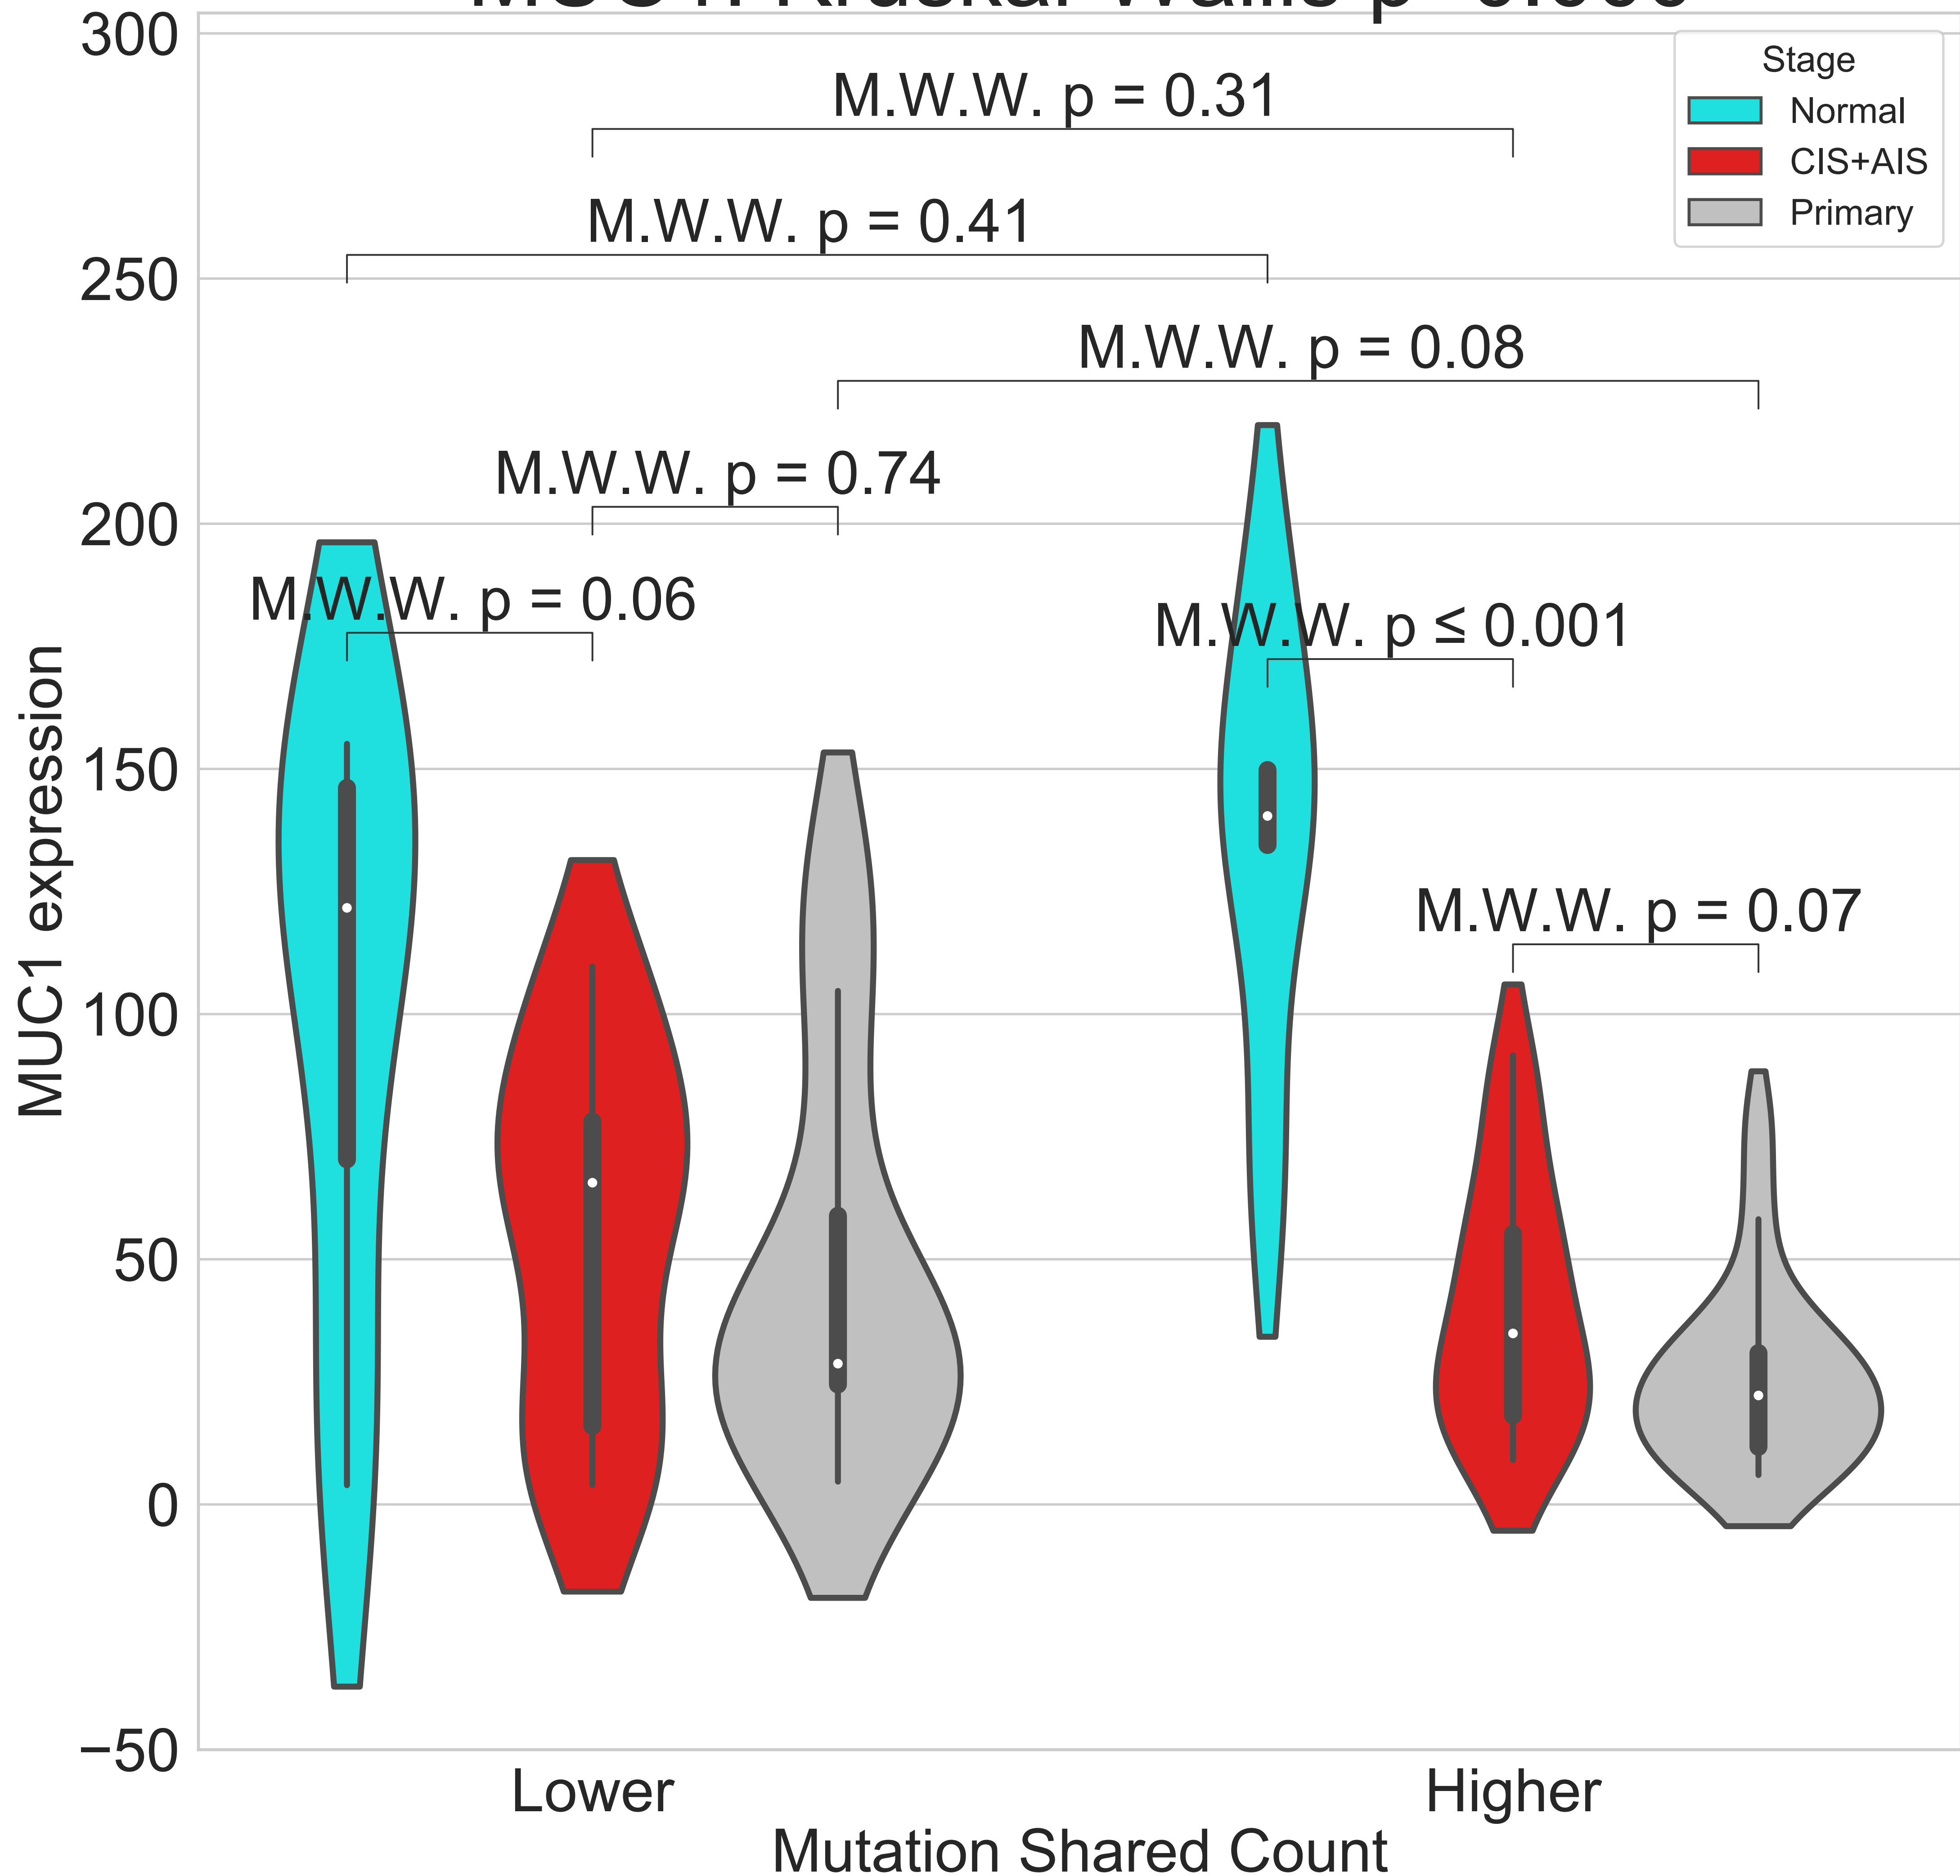 300
Stage
Normal
CIS+AIS
Primary
M.W.W. p = 0.31
M.W.W. p = 0.41
250
M.W.W. p = 0.08
M.W.W. p = 0.74
200
M.W.W. p = 0.06
M.W.W. p ≤ 0.001
150
M.W.W. p = 0.07
100
50
0
−50
MUC1 expression
Lower
Higher
Mutation Shared Count